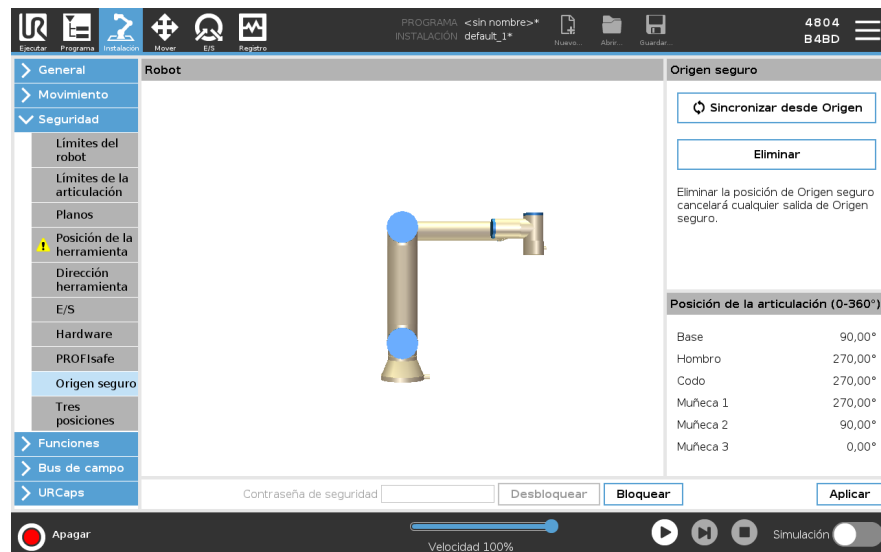 PROGRAMA <sin nombre>*
INSTALACIÓN default_1*
Ejecutar Programa Instalación Mover E/S Registro
Nuevo... Abrir... Guardar...
4804
B4BD
General
Movimiento
Seguridad
Límites del
robot
Límites de la
articulación
Planos
Posición de la
herramienta
Dirección
herramienta
E/S
Hardware
PROFIsafe
Origen seguro
Tres
posiciones
Funciones
Bus de campo
URCaps
Robot
Origen seguro
Sincronizar desde Origen
Eliminar
Eliminar la posición de Origen seguro
cancelará cualquier salida de Origen
seguro.
Posición de la articulación (0-360°)
Base 90,00°
Hombro 270,00°
Codo 270,00°
Muñeca 1 270,00°
Muñeca 2 90,00°
Muñeca 3 0,00°
Contraseña de seguridad Desbloquear Bloquear Aplicar
Apagar
Velocidad 100%
Simulación